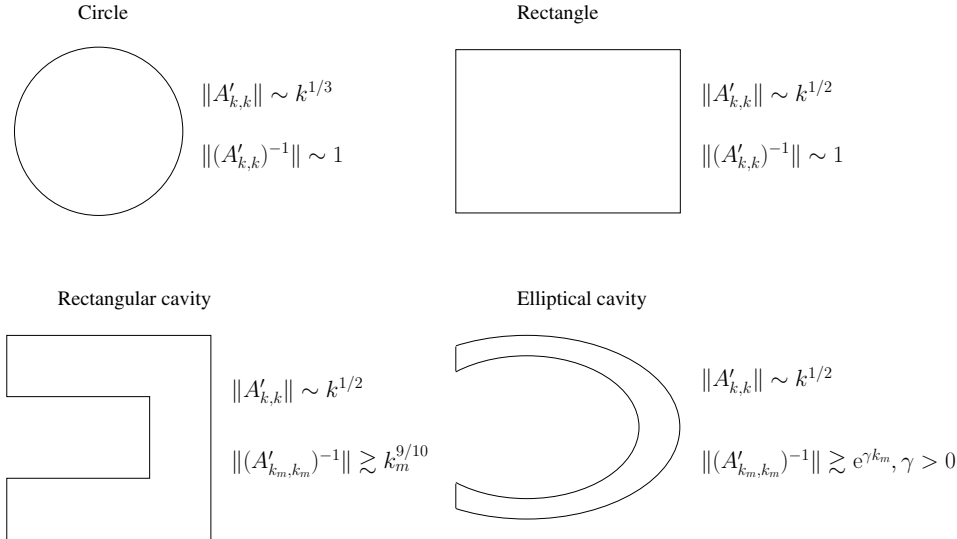 Circle
‖A′_{k,k}‖ ∼ k^{1/3}
‖(A′_{k,k})^{−1}‖ ∼ 1
Rectangle
‖A′_{k,k}‖ ∼ k^{1/2}
‖(A′_{k,k})^{−1}‖ ∼ 1
Rectangular cavity
‖A′_{k,k}‖ ∼ k^{1/2}
‖(A′_{k_m,k_m})^{−1}‖ ≳ k_m^{9/10}
Elliptical cavity
‖A′_{k,k}‖ ∼ k^{1/2}
‖(A′_{k_m,k_m})^{−1}‖ ≳ e^{γk_m}, γ > 0